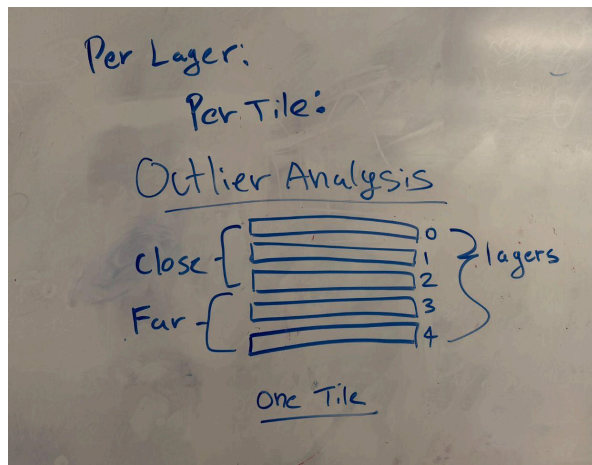 Per Layer:
Per Tile:
Outlier Analysis
0
close 1 layers
2
Far 3
4
One Tile